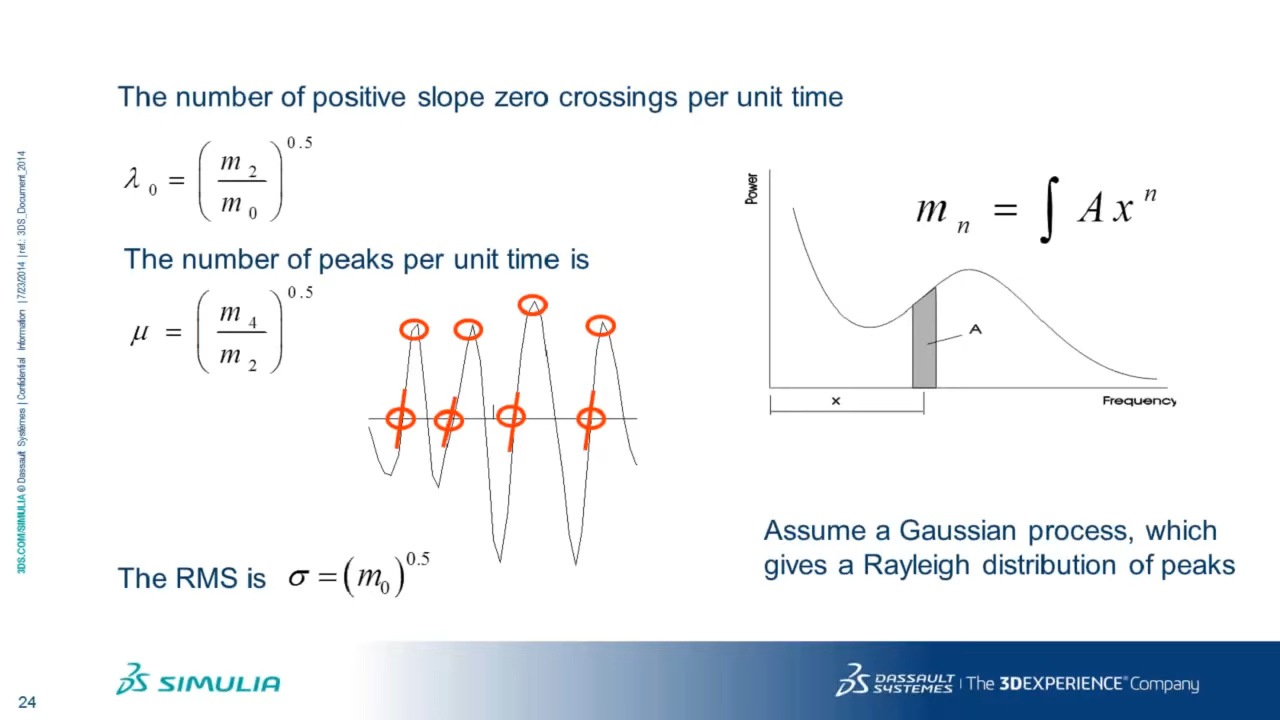 The number of positive slope zero crossings per unit time
λ₀ = (m₂ / m₀)^0.5
The number of peaks per unit time is
μ = (m₄ / m₂)^0.5
The RMS is σ = (m₀)^0.5
Power
mₙ = ∫ A xⁿ
A
x
Frequency
Assume a Gaussian process, which
gives a Rayleigh distribution of peaks
3DS.COM/SIMULIA © Dassault Systèmes | Confidential Information | 7/23/2014 | ref.: 3DS_Document_2014
24
SIMULIA
DASSAULT SYSTEMES | The 3DEXPERIENCE® Company